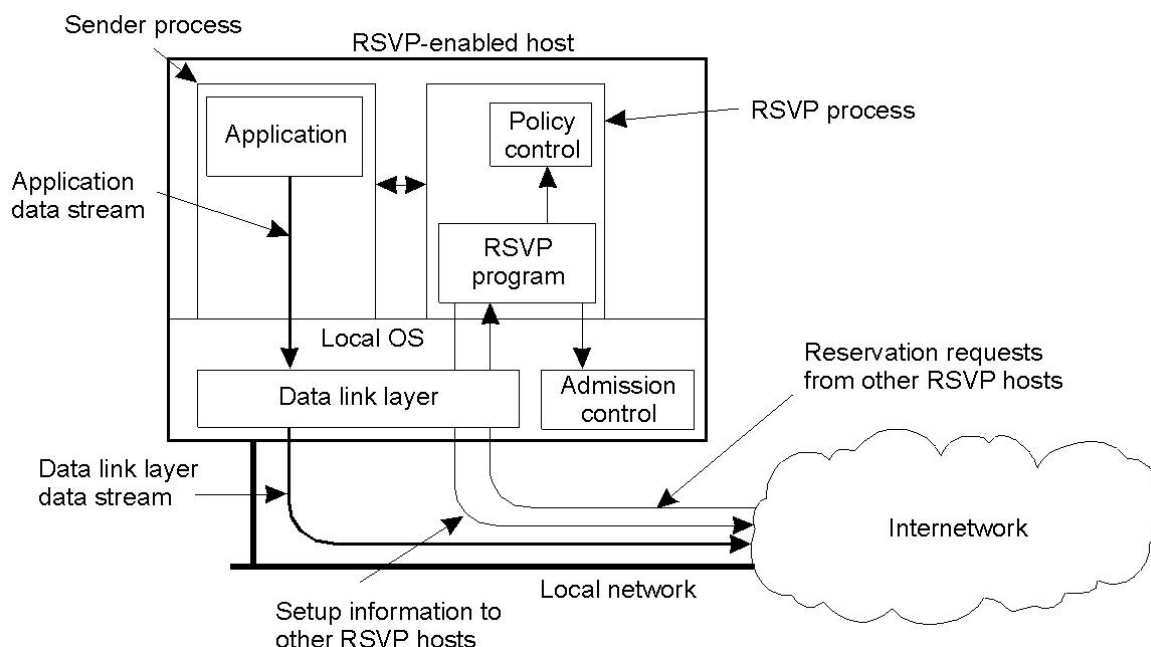 Sender process
RSVP-enabled host
Application
Policy
control
RSVP process
Application
data stream
RSVP
program
Local OS
Data link layer
Admission
control
Reservation requests
from other RSVP hosts
Data link layer
data stream
Internetwork
Local network
Setup information to
other RSVP hosts